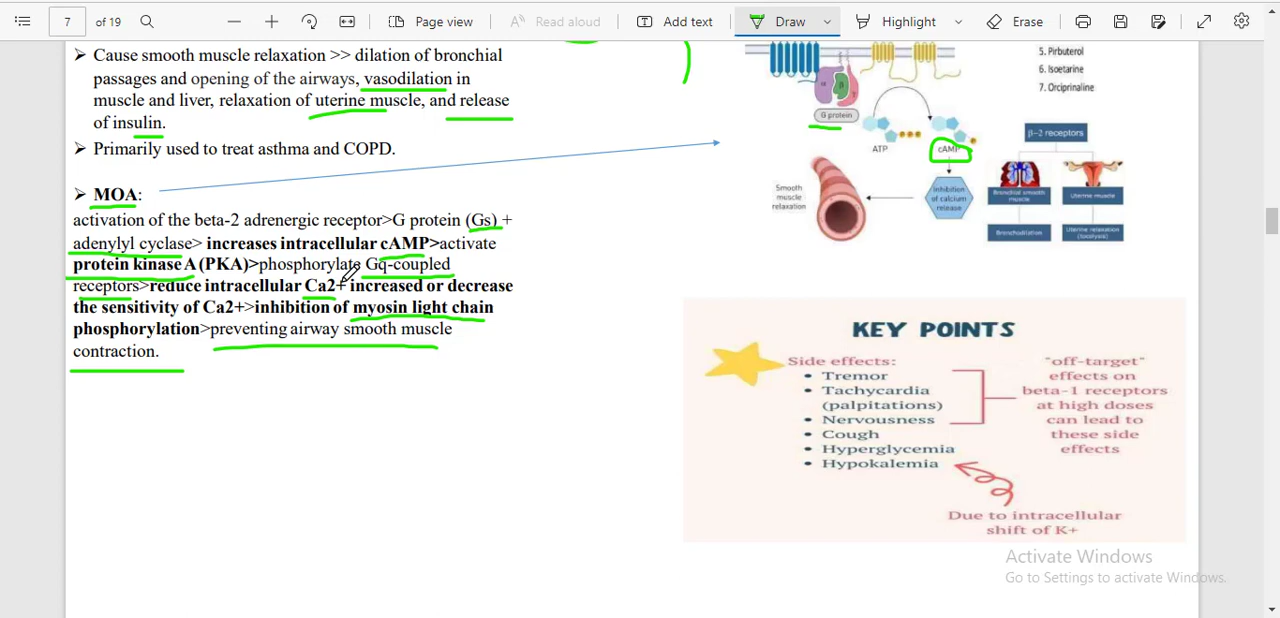 7 of 19 Page view Read aloud Add text Draw Highlight Erase
➢ Cause smooth muscle relaxation >> dilation of bronchial
passages and opening of the airways, vasodilation in
muscle and liver, relaxation of uterine muscle, and release
of insulin.
➢ Primarily used to treat asthma and COPD.
➢ MOA:
activation of the beta-2 adrenergic receptor>G protein (Gs) +
adenylyl cyclase> increases intracellular cAMP>activate
protein kinase A (PKA)>phosphorylate Gq-coupled
receptors>reduce intracellular Ca2+ increased or decrease
the sensitivity of Ca2+>inhibition of myosin light chain
phosphorylation>preventing airway smooth muscle
contraction.
5. Pirbuterol
6. Isoetarine
7. Orciprinaline
α β γ
G protein
ATP
cAMP
Smooth
muscle
relaxation
inhibition
of calcium
release
β-2 receptors
Bronchial smooth
muscle
Uterine muscle
Bronchodilation
Uterine relaxation
(tocolysis)
KEY POINTS
Side effects:
• Tremor
• Tachycardia
(palpitations)
• Nervousness
• Cough
• Hyperglycemia
• Hypokalemia
"off-target"
effects on
beta-1 receptors
at high doses
can lead to
these side
effects
Due to intracellular
shift of K+
Activate Windows
Go to Settings to activate Windows.